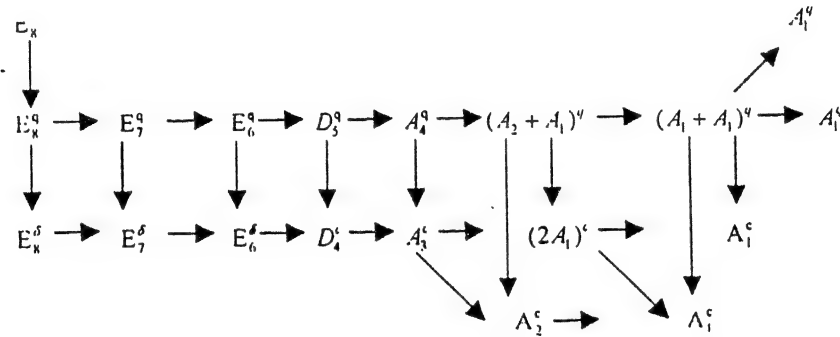 E₈ A₁^q
E₈^q → E₇^q → E₆^q → D₅^q → A₄^q → (A₂ + A₁)^q → (A₁ + A₁)^q → A₁^q
E₈^δ → E₇^δ → E₆^δ → D₄^c → A₃^c → (2A₁)^c → A₁^c
A₂^c → A₁^c